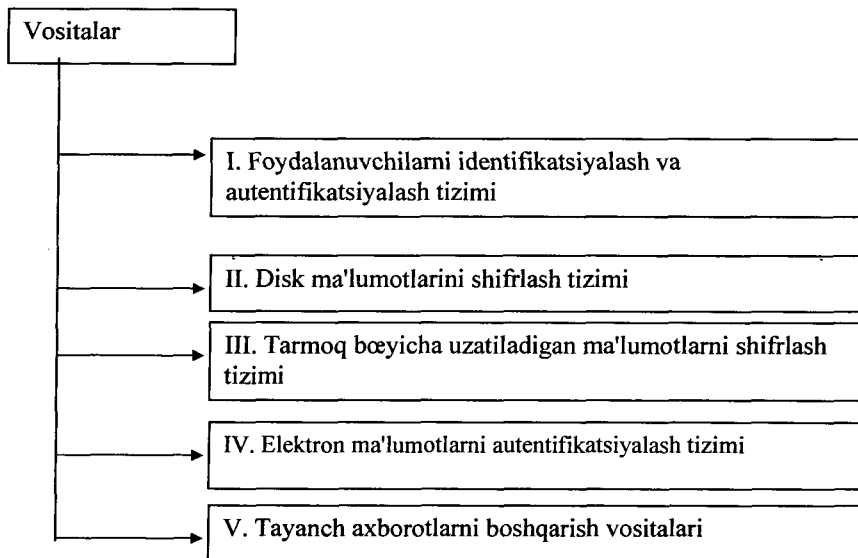 Vositalar
I. Foydalanuvchilarni identifikatsiyalash va
autentifikatsiyalash tizimi
II. Disk ma'lumotlarini shifrlash tizimi
III. Tarmoq bœyicha uzatiladigan ma'lumotlarni shifrlash
tizimi
IV. Elektron ma'lumotlarni autentifikatsiyalash tizimi
V. Tayanch axborotlarni boshqarish vositalari